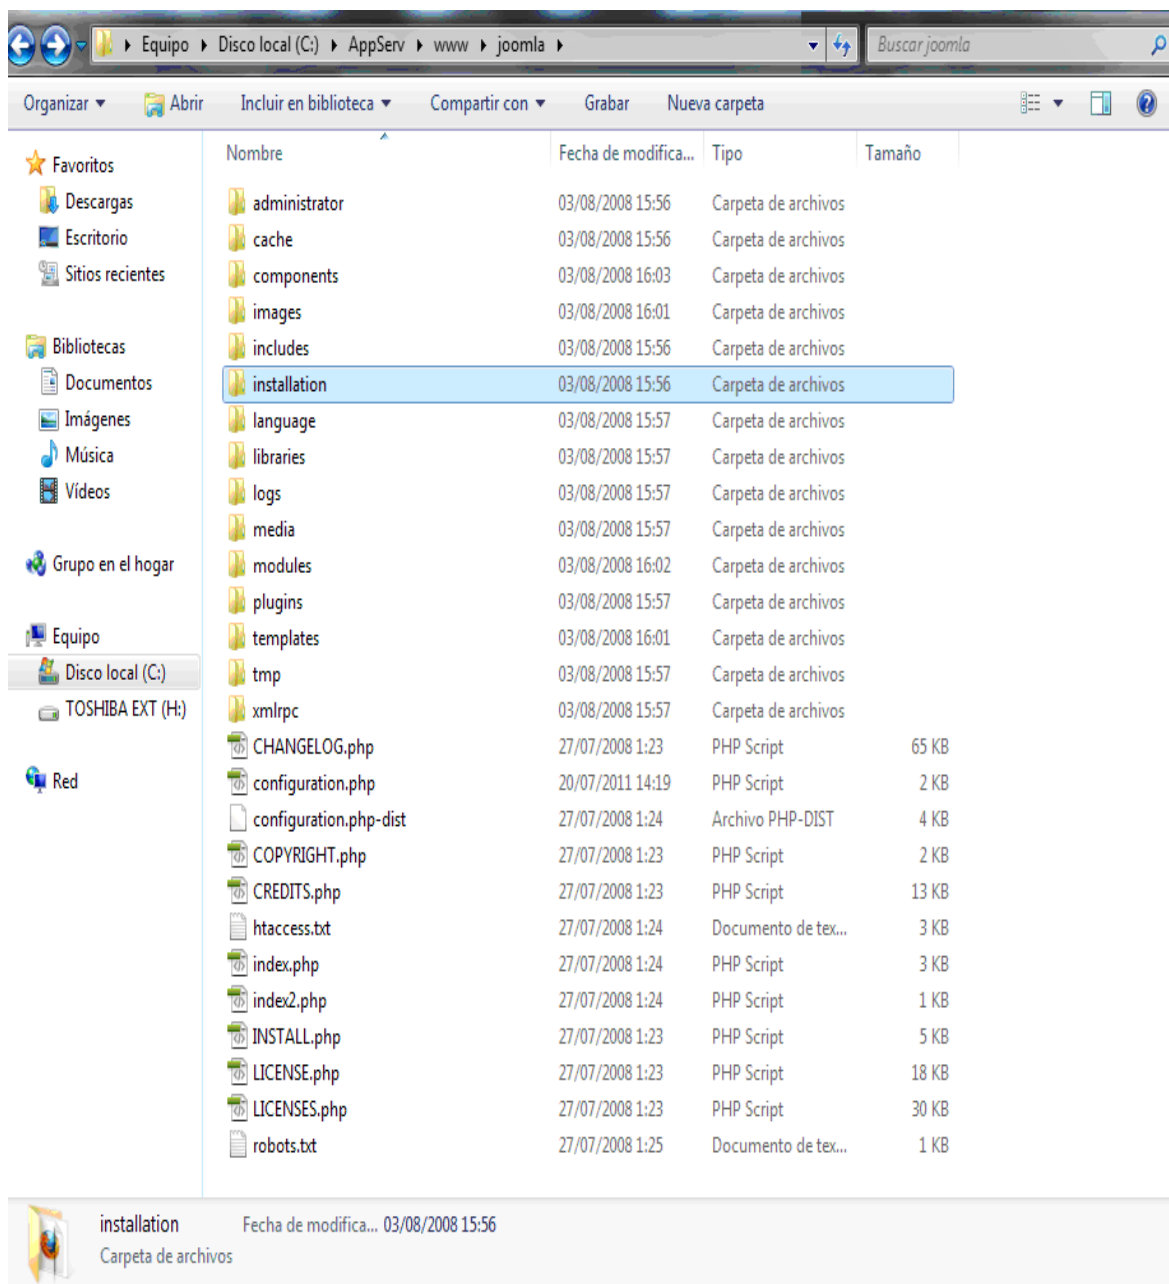 Equipo Disco local (C:) AppServ www joomla Buscar joomla
Organizar Abrir Incluir en biblioteca Compartir con Grabar Nueva carpeta
Favoritos
Descargas
Escritorio
Sitios recientes
Bibliotecas
Documentos
Imágenes
Música
Vídeos
Grupo en el hogar
Equipo
Disco local (C:)
TOSHIBA EXT (H:)
Red
Nombre Fecha de modifica... Tipo Tamaño
administrator 03/08/2008 15:56 Carpeta de archivos
cache 03/08/2008 15:56 Carpeta de archivos
components 03/08/2008 16:03 Carpeta de archivos
images 03/08/2008 16:01 Carpeta de archivos
includes 03/08/2008 15:56 Carpeta de archivos
installation 03/08/2008 15:56 Carpeta de archivos
language 03/08/2008 15:57 Carpeta de archivos
libraries 03/08/2008 15:57 Carpeta de archivos
logs 03/08/2008 15:57 Carpeta de archivos
media 03/08/2008 15:57 Carpeta de archivos
modules 03/08/2008 16:02 Carpeta de archivos
plugins 03/08/2008 15:57 Carpeta de archivos
templates 03/08/2008 16:01 Carpeta de archivos
tmp 03/08/2008 15:57 Carpeta de archivos
xmlrpc 03/08/2008 15:57 Carpeta de archivos
CHANGELOG.php 27/07/2008 1:23 PHP Script 65 KB
configuration.php 20/07/2011 14:19 PHP Script 2 KB
configuration.php-dist 27/07/2008 1:24 Archivo PHP-DIST 4 KB
COPYRIGHT.php 27/07/2008 1:23 PHP Script 2 KB
CREDITS.php 27/07/2008 1:23 PHP Script 13 KB
htaccess.txt 27/07/2008 1:24 Documento de tex... 3 KB
index.php 27/07/2008 1:24 PHP Script 3 KB
index2.php 27/07/2008 1:24 PHP Script 1 KB
INSTALL.php 27/07/2008 1:23 PHP Script 5 KB
LICENSE.php 27/07/2008 1:23 PHP Script 18 KB
LICENSES.php 27/07/2008 1:23 PHP Script 30 KB
robots.txt 27/07/2008 1:25 Documento de tex... 1 KB
installation Fecha de modifica... 03/08/2008 15:56
Carpeta de archivos